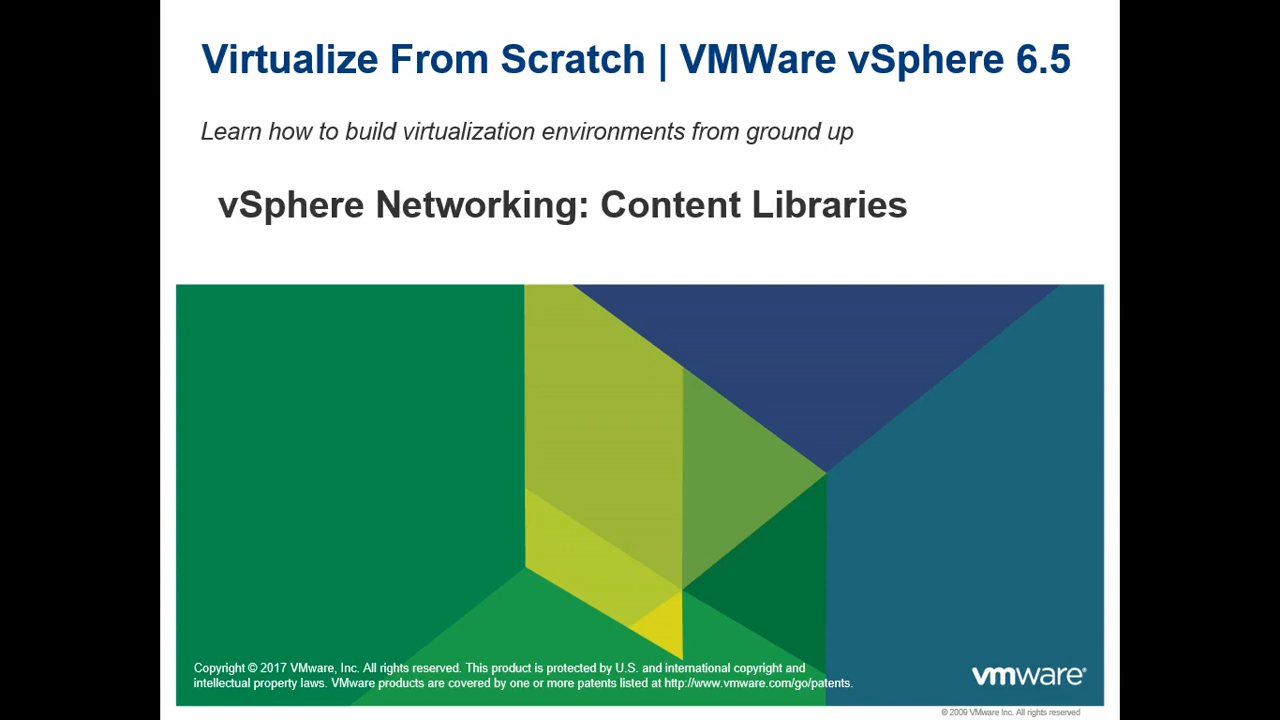 Virtualize From Scratch | VMWare vSphere 6.5
Learn how to build virtualization environments from ground up
vSphere Networking: Content Libraries
Copyright © 2017 VMware, Inc. All rights reserved. This product is protected by U.S. and international copyright and
intellectual property laws. VMware products are covered by one or more patents listed at http://www.vmware.com/go/patents.
vmware®
© 2009 VMware Inc. All rights reserved